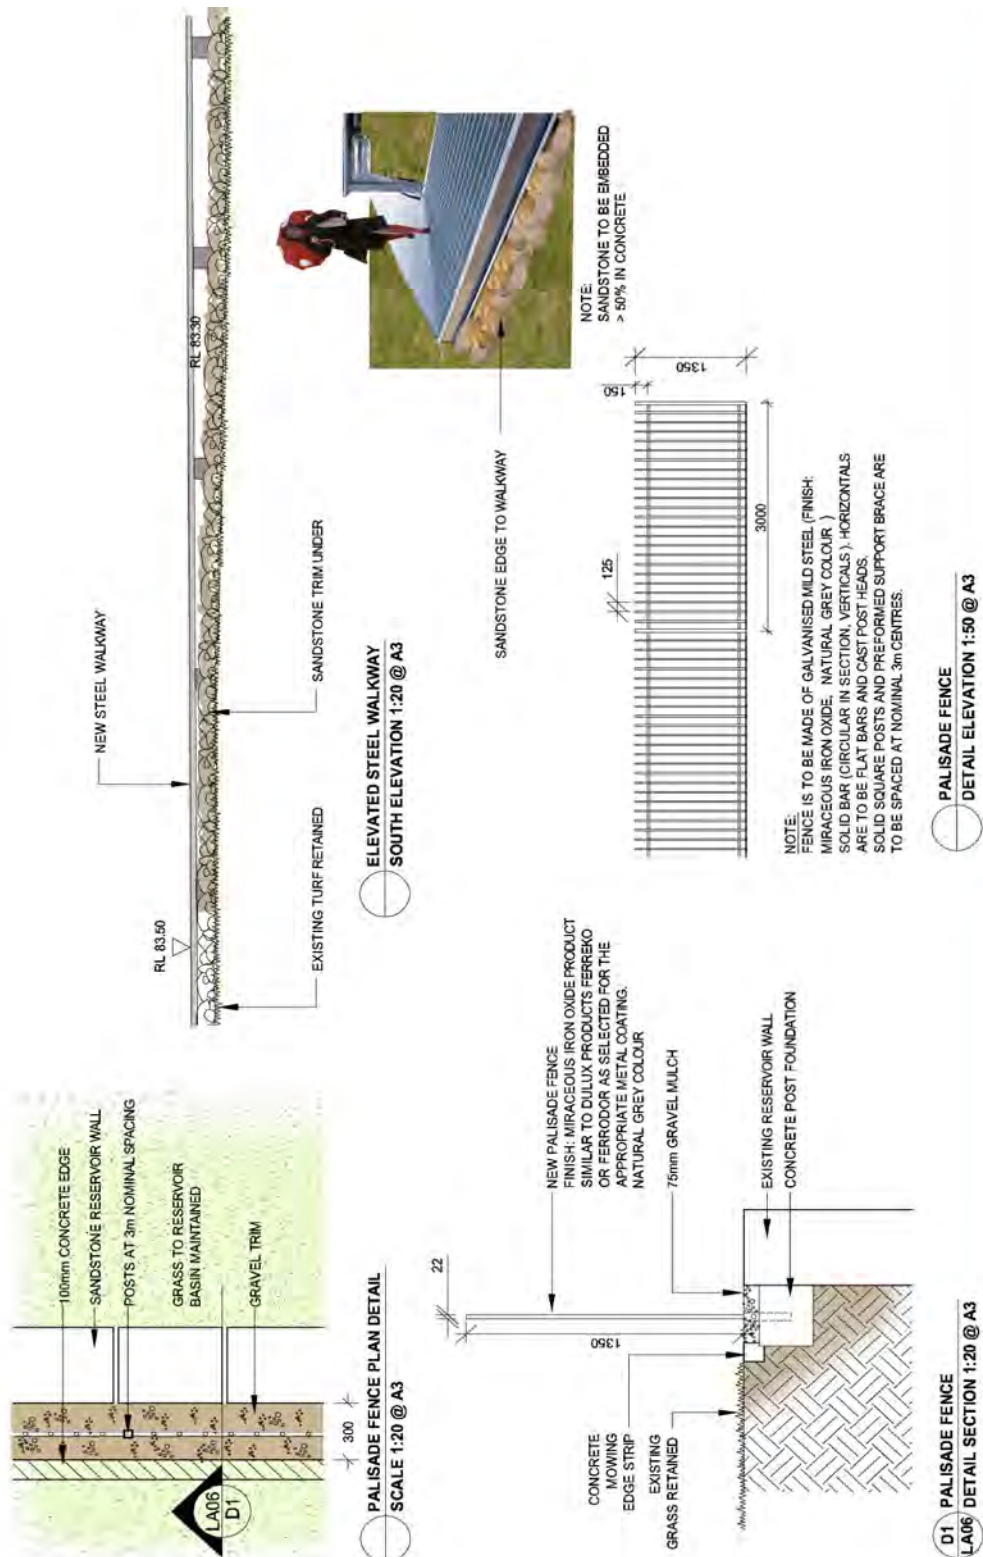 NEW STEEL WALKWAY
RL 83.50
RL 83.30
EXISTING TURF RETAINED
SANDSTONE TRIM UNDER
ELEVATED STEEL WALKWAY
SOUTH ELEVATION 1:20 @ A3
SANDSTONE EDGE TO WALKWAY
NOTE:
SANDSTONE TO BE EMBEDDED
> 50% IN CONCRETE
100mm CONCRETE EDGE
SANDSTONE RESERVOIR WALL
POSTS AT 3m NOMINAL SPACING
GRASS TO RESERVOIR
BASIN MAINTAINED
GRAVEL TRIM
300
LA06
D1
PALISADE FENCE PLAN DETAIL
SCALE 1:20 @ A3
22
1350
NEW PALISADE FENCE
FINISH: MIRACEOUS IRON OXIDE PRODUCT
SIMILAR TO DULUX PRODUCTS FERREKO
OR FERRODOR AS SELECTED FOR THE
APPROPRIATE METAL COATING.
NATURAL GREY COLOUR
75mm GRAVEL MULCH
CONCRETE
MOWING
EDGE STRIP
EXISTING
GRASS RETAINED
EXISTING RESERVOIR WALL
CONCRETE POST FOUNDATION
D1 PALISADE FENCE
LA06 DETAIL SECTION 1:20 @ A3
125
150
1350
3000
NOTE:
FENCE IS TO BE MADE OF GALVANISED MILD STEEL (FINISH:
MIRACEOUS IRON OXIDE, NATURAL GREY COLOUR )
SOLID BAR (CIRCULAR IN SECTION, VERTICALS ). HORIZONTALS
ARE TO BE FLAT BARS AND CAST POST HEADS.
SOLID SQUARE POSTS AND PREFORMED SUPPORT BRACE ARE
TO BE SPACED AT NOMINAL 3m CENTRES.
PALISADE FENCE
DETAIL ELEVATION 1:50 @ A3